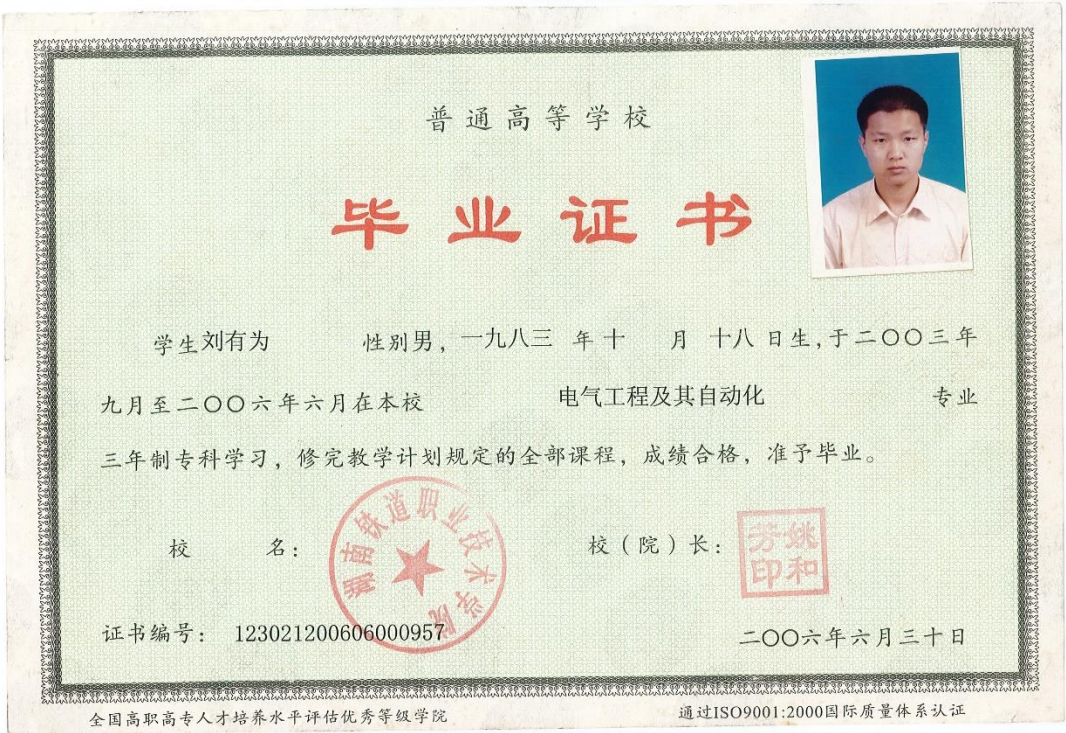 普通高等学校
毕业证书
学生刘有为 性别男，一九八三 年 十 月 十八 日生，于二〇〇三年
九月至二〇〇六年六月在本校 电气工程及其自动化 专业
三年制专科学习，修完教学计划规定的全部课程，成绩合格，准予毕业。
校 名： 湖南铁道职业技术学院
校（院）长： 姚和芳印
证书编号： 123021200606000957
二〇〇六年六月三十日
全国高职高专人才培养水平评估优秀等级学院
通过ISO9001:2000国际质量体系认证